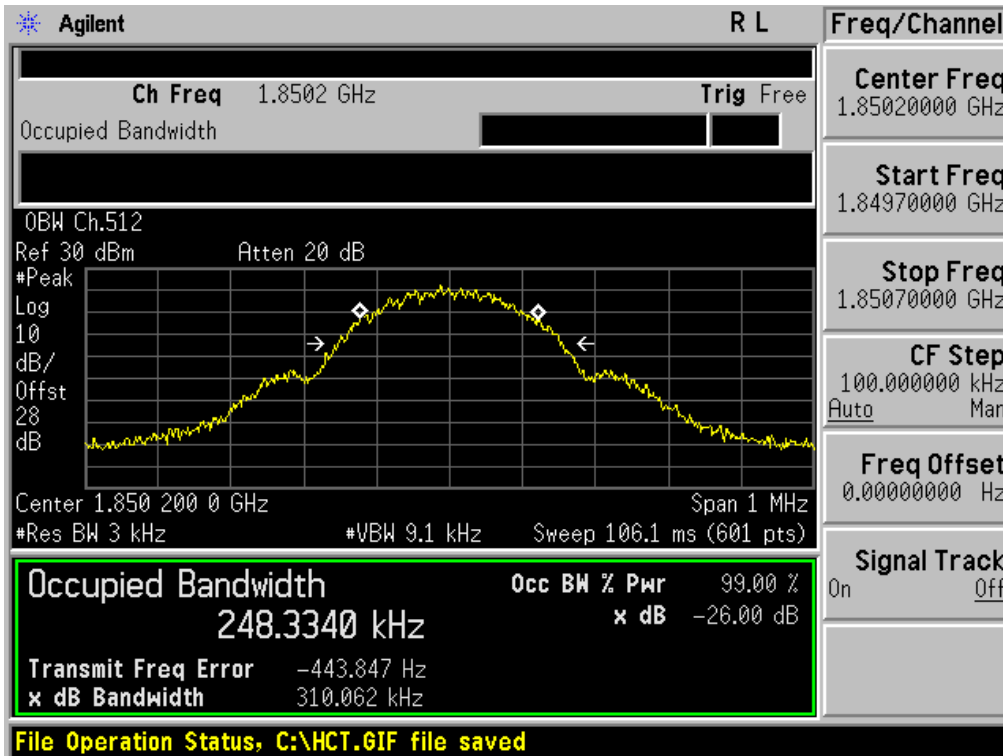 Agilent R L
Ch Freq 1.8502 GHz Trig Free
Occupied Bandwidth
OBW Ch.512
Ref 30 dBm Atten 20 dB
#Peak
Log
10
dB/
Offst
28
dB
Center 1.850 200 0 GHz Span 1 MHz
#Res BW 3 kHz #VBW 9.1 kHz Sweep 106.1 ms (601 pts)
Occupied Bandwidth Occ BW % Pwr 99.00 %
248.3340 kHz x dB -26.00 dB
Transmit Freq Error -443.847 Hz
x dB Bandwidth 310.062 kHz
File Operation Status, C:\HCT.GIF file saved
Freq/Channel
Center Freq
1.85020000 GHz
Start Freq
1.84970000 GHz
Stop Freq
1.85070000 GHz
CF Step
100.000000 kHz
Auto Man
Freq Offset
0.00000000 Hz
Signal Track
On Off